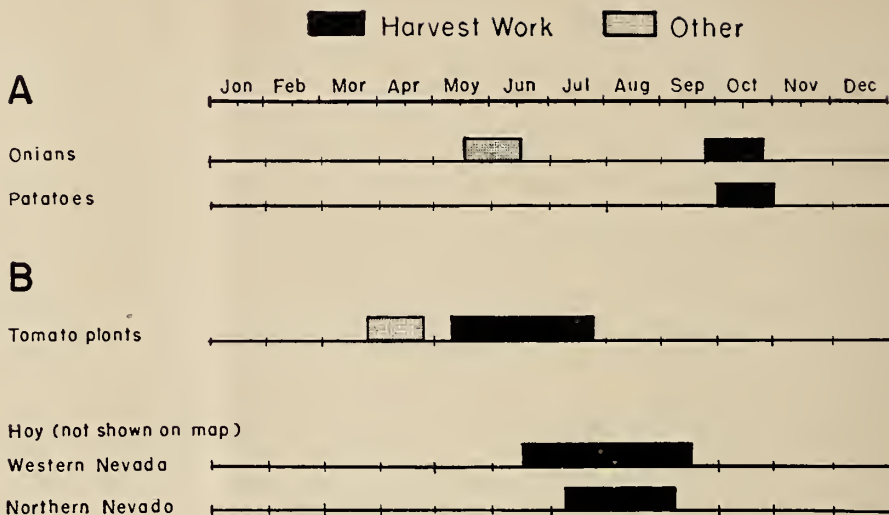 Harvest Work Other
A
Jon Feb Mor Apr Moy Jun Jul Aug Sep Oct Nov Dec
Onians
Patatoes
B
Tomato plonts
Hoy (not shown on map)
Western Nevada
Northern Nevado